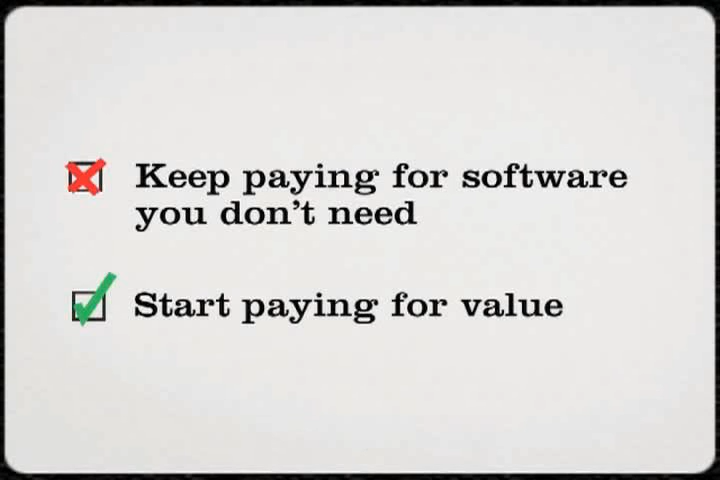 Keep paying for software
you don't need
Start paying for value